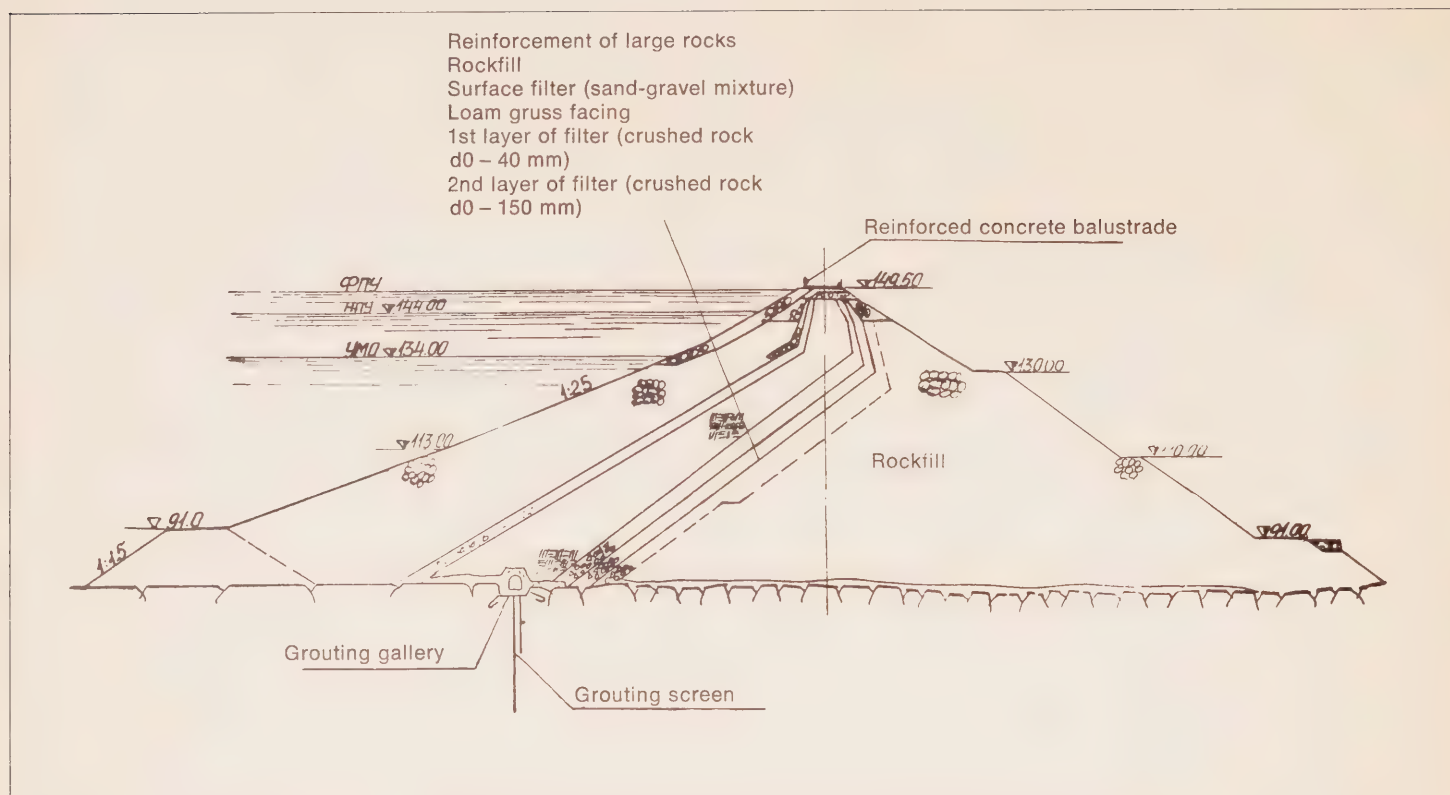 Reinforcement of large rocks
Rockfill
Surface filter (sand-gravel mixture)
Loam gruss facing
1st layer of filter (crushed rock
d0 – 40 mm)
2nd layer of filter (crushed rock
d0 – 150 mm)
Reinforced concrete balustrade
ФПУ
149.50
НПУ 144.00
УМО 134.00
1:25
130.00
113.00
Rockfill
91.0
91.00
1:1.5
Grouting gallery
Grouting screen